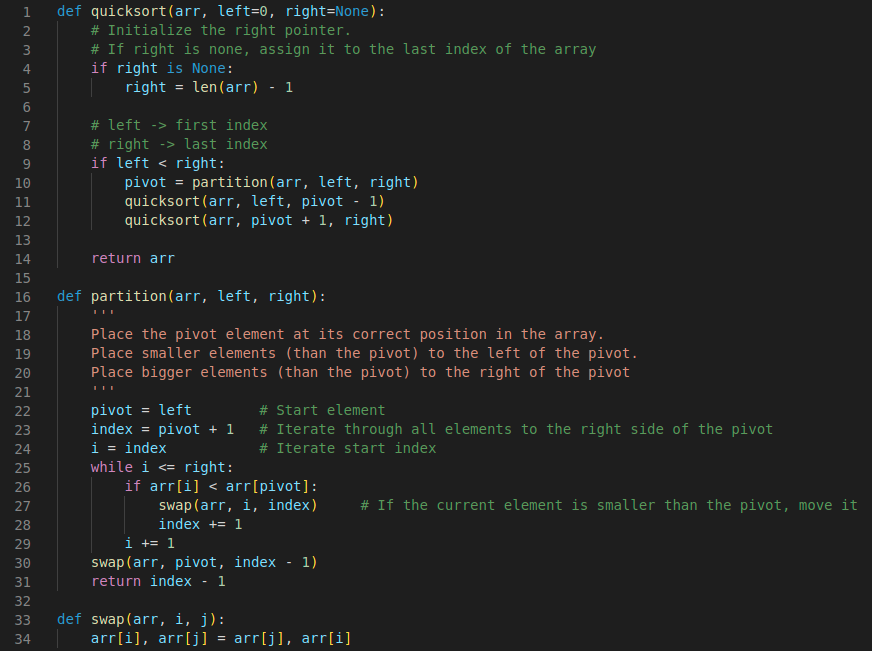 1 def quicksort(arr, left=0, right=None):
2     # Initialize the right pointer.
3     # If right is none, assign it to the last index of the array
4     if right is None:
5         right = len(arr) - 1
6
7     # left -> first index
8     # right -> last index
9     if left < right:
10         pivot = partition(arr, left, right)
11         quicksort(arr, left, pivot - 1)
12         quicksort(arr, pivot + 1, right)
13
14     return arr
15
16 def partition(arr, left, right):
17     '''
18     Place the pivot element at its correct position in the array.
19     Place smaller elements (than the pivot) to the left of the pivot.
20     Place bigger elements (than the pivot) to the right of the pivot
21     '''
22     pivot = left        # Start element
23     index = pivot + 1   # Iterate through all elements to the right side of the pivot
24     i = index           # Iterate start index
25     while i <= right:
26         if arr[i] < arr[pivot]:
27             swap(arr, i, index)     # If the current element is smaller than the pivot, move it
28             index += 1
29         i += 1
30     swap(arr, pivot, index - 1)
31     return index - 1
32
33 def swap(arr, i, j):
34     arr[i], arr[j] = arr[j], arr[i]